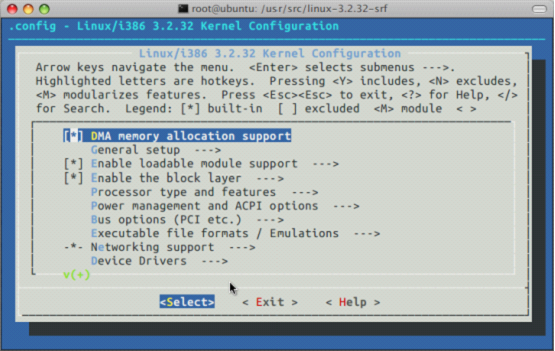 root@ubuntu: /usr/src/linux-3.2.32-srf
.config - Linux/i386 3.2.32 Kernel Configuration
Linux/i386 3.2.32 Kernel Configuration
Arrow keys navigate the menu.  <Enter> selects submenus --->.
Highlighted letters are hotkeys.  Pressing <Y> includes, <N> excludes,
<M> modularizes features.  Press <Esc><Esc> to exit, <?> for Help, </>
for Search.  Legend: [*] built-in  [ ] excluded  <M> module  < >
[*] DMA memory allocation support
General setup  --->
[*] Enable loadable module support  --->
[*] Enable the block layer  --->
Processor type and features  --->
Power management and ACPI options  --->
Bus options (PCI etc.)  --->
Executable file formats / Emulations  --->
-*- Networking support  --->
Device Drivers  --->
v(+)
<Select>    < Exit >    < Help >